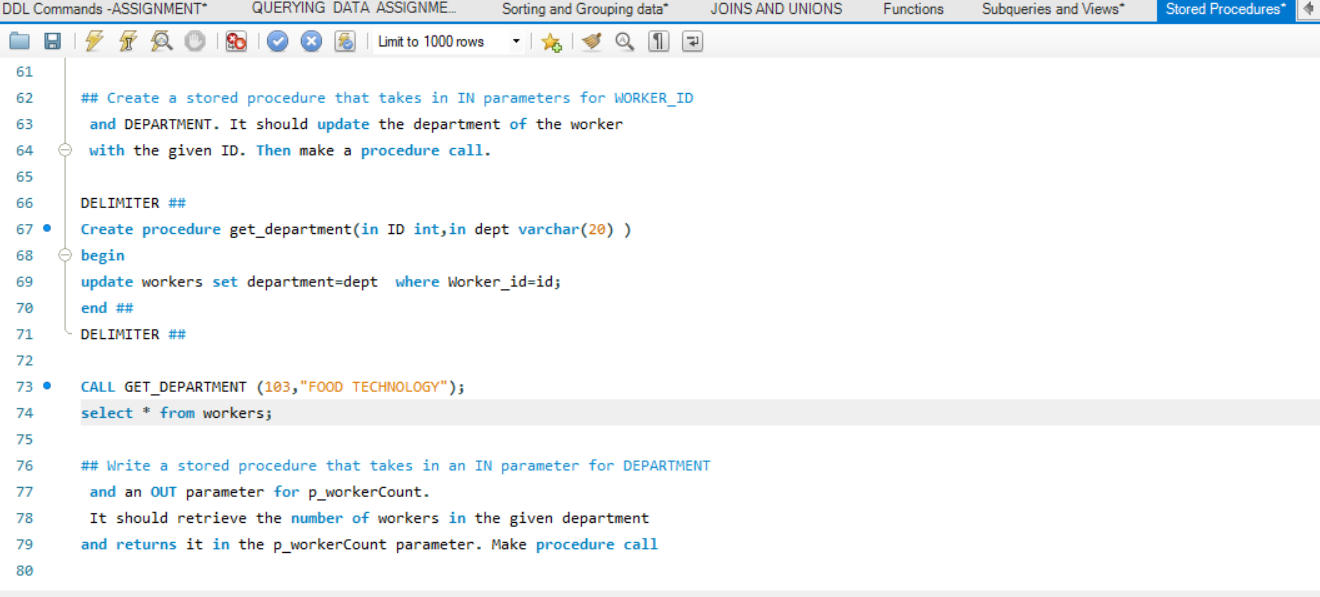 DDL Commands -ASSIGNMENT* QUERYING DATA ASSIGNME... Sorting and Grouping data* JOINS AND UNIONS Functions Subqueries and Views* Stored Procedures*
Limit to 1000 rows
61
62 ## Create a stored procedure that takes in IN parameters for WORKER_ID
63 and DEPARTMENT. It should update the department of the worker
64 with the given ID. Then make a procedure call.
65
66 DELIMITER ##
67 Create procedure get_department(in ID int,in dept varchar(20) )
68 begin
69 update workers set department=dept  where Worker_id=id;
70 end ##
71 DELIMITER ##
72
73 CALL GET_DEPARTMENT (103,"FOOD TECHNOLOGY");
74 select * from workers;
75
76 ## Write a stored procedure that takes in an IN parameter for DEPARTMENT
77 and an OUT parameter for p_workerCount.
78 It should retrieve the number of workers in the given department
79 and returns it in the p_workerCount parameter. Make procedure call
80